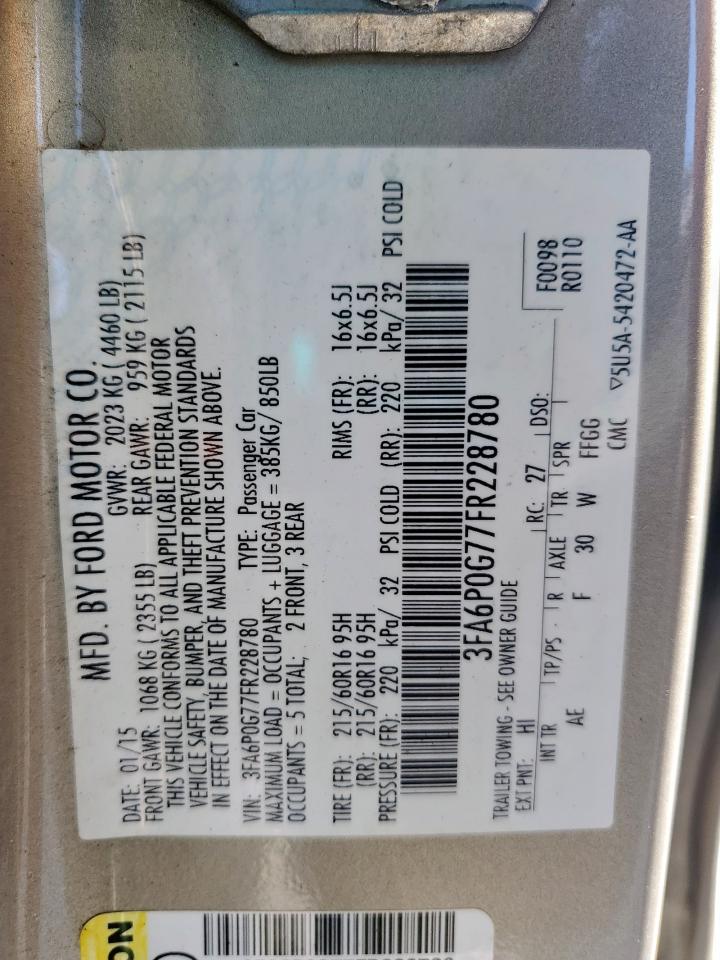 MFD. BY FORD MOTOR CO.
DATE: 01/15 GVWR: 2023 KG ( 4460 LB)
FRONT GAWR: 1068 KG ( 2355 LB) REAR GAWR: 959 KG ( 2115 LB)
THIS VEHICLE CONFORMS TO ALL APPLICABLE FEDERAL MOTOR
VEHICLE SAFETY, BUMPER, AND THEFT PREVENTION STANDARDS
IN EFFECT ON THE DATE OF MANUFACTURE SHOWN ABOVE.
VIN: 3FA6P0G77FR228780 TYPE: Passenger Car
MAXIMUM LOAD = OCCUPANTS + LUGGAGE = 385KG/ 850LB
OCCUPANTS = 5 TOTAL; 2 FRONT, 3 REAR
TIRE (FR): 215/60R16 95H RIMS (FR): 16x6.5J
(RR): 215/60R16 95H (RR): 16x6.5J
PRESSURE (FR): 220 kPa/ 32 PSI COLD (RR): 220 kPa/ 32 PSI COLD
3FA6P0G77FR228780
TRAILER TOWING - SEE OWNER GUIDE
F0098
R0110
EXT PNT: HI RC: 27 DSO:
INT TR TP/PS R AXLE TR SPR
AE F 30 W FFGG
CMC ▽5U5A-5420472-AA
ON